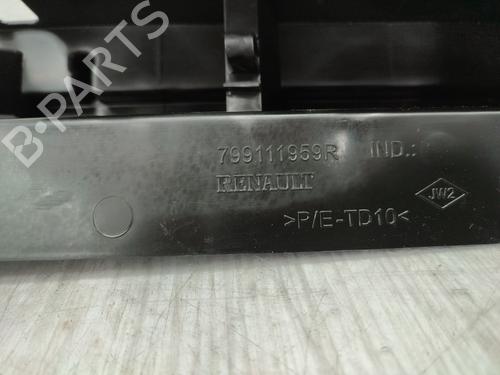 B-PARTS
799111959R IND.:
RENAULT
>P/E-TD10<
JW2